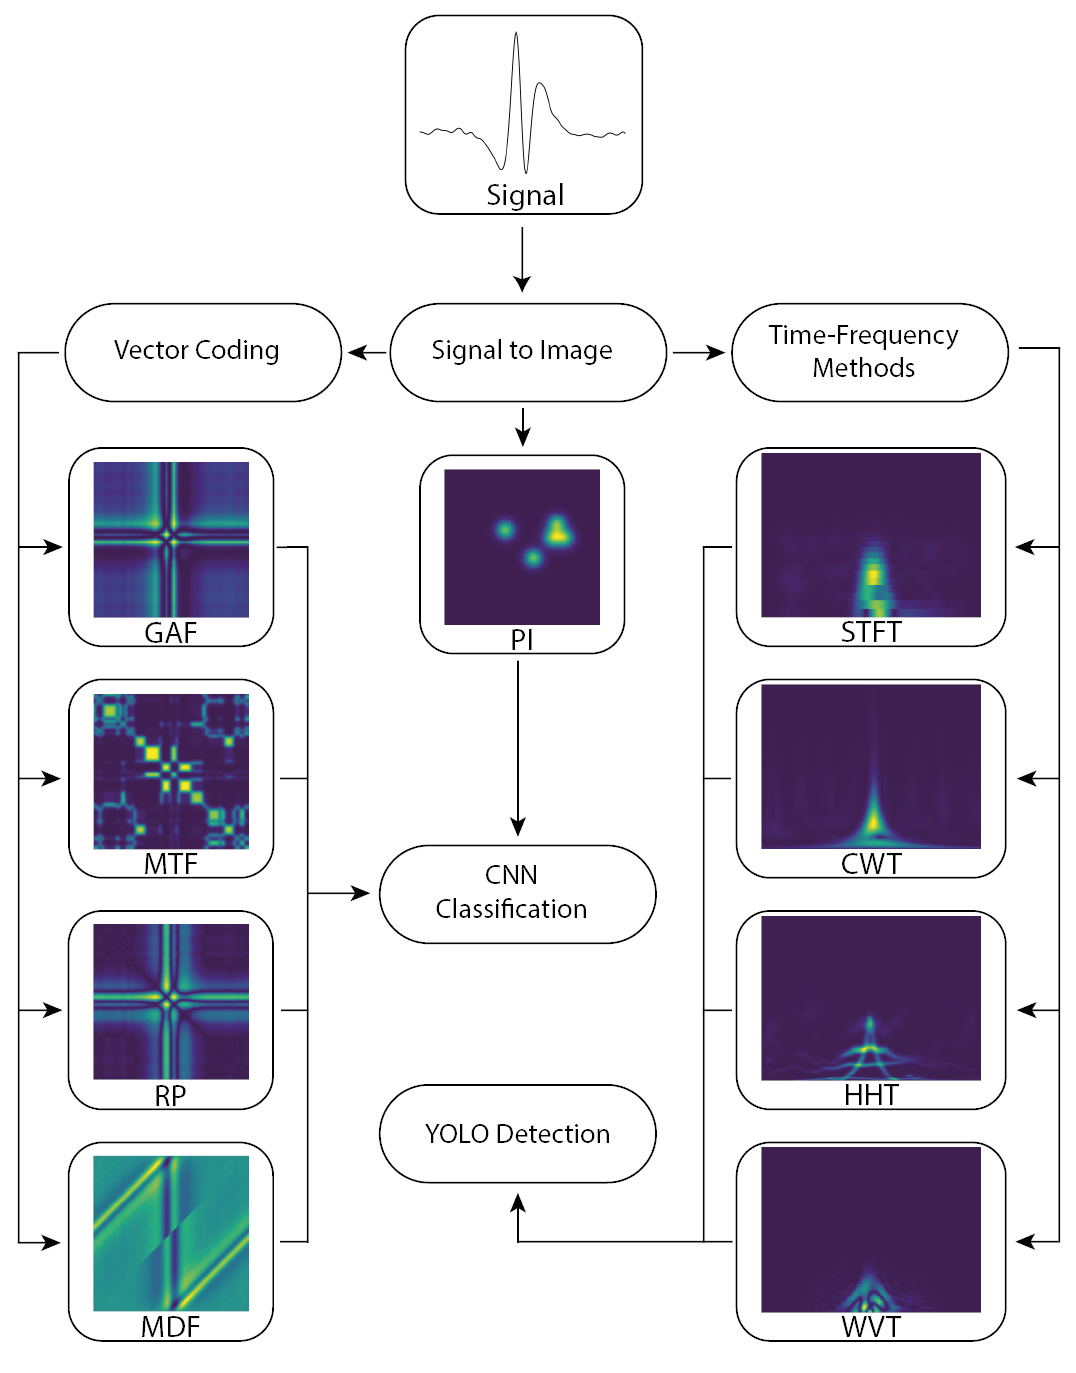 Signal
Vector Coding
Signal to Image
Time-Frequency
Methods
GAF
PI
STFT
MTF
CWT
CNN
Classification
RP
HHT
YOLO Detection
MDF
WVT